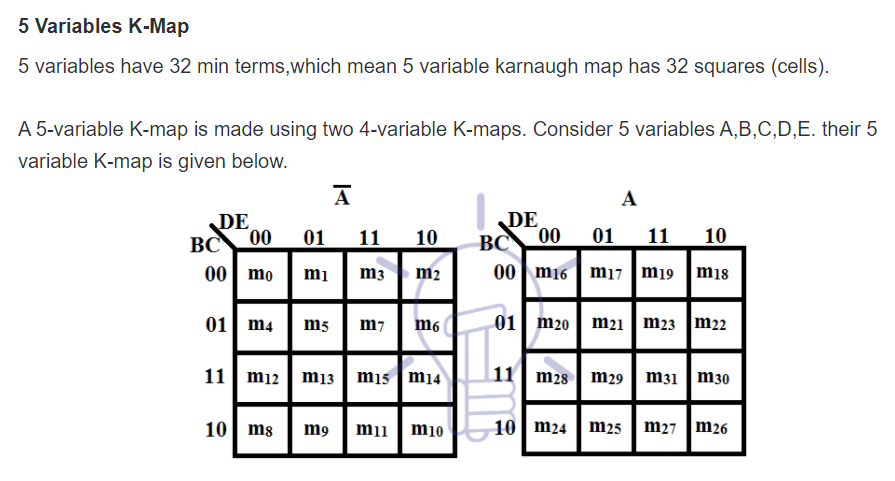 5 Variables K-Map
5 variables have 32 min terms,which mean 5 variable karnaugh map has 32 squares (cells).
A 5-variable K-map is made using two 4-variable K-maps. Consider 5 variables A,B,C,D,E. their 5
variable K-map is given below.
A̅ A
DE DE
BC 00 01 11 10 BC 00 01 11 10
00 m0 m1 m3 m2 00 m16 m17 m19 m18
01 m4 m5 m7 m6 01 m20 m21 m23 m22
11 m12 m13 m15 m14 11 m28 m29 m31 m30
10 m8 m9 m11 m10 10 m24 m25 m27 m26